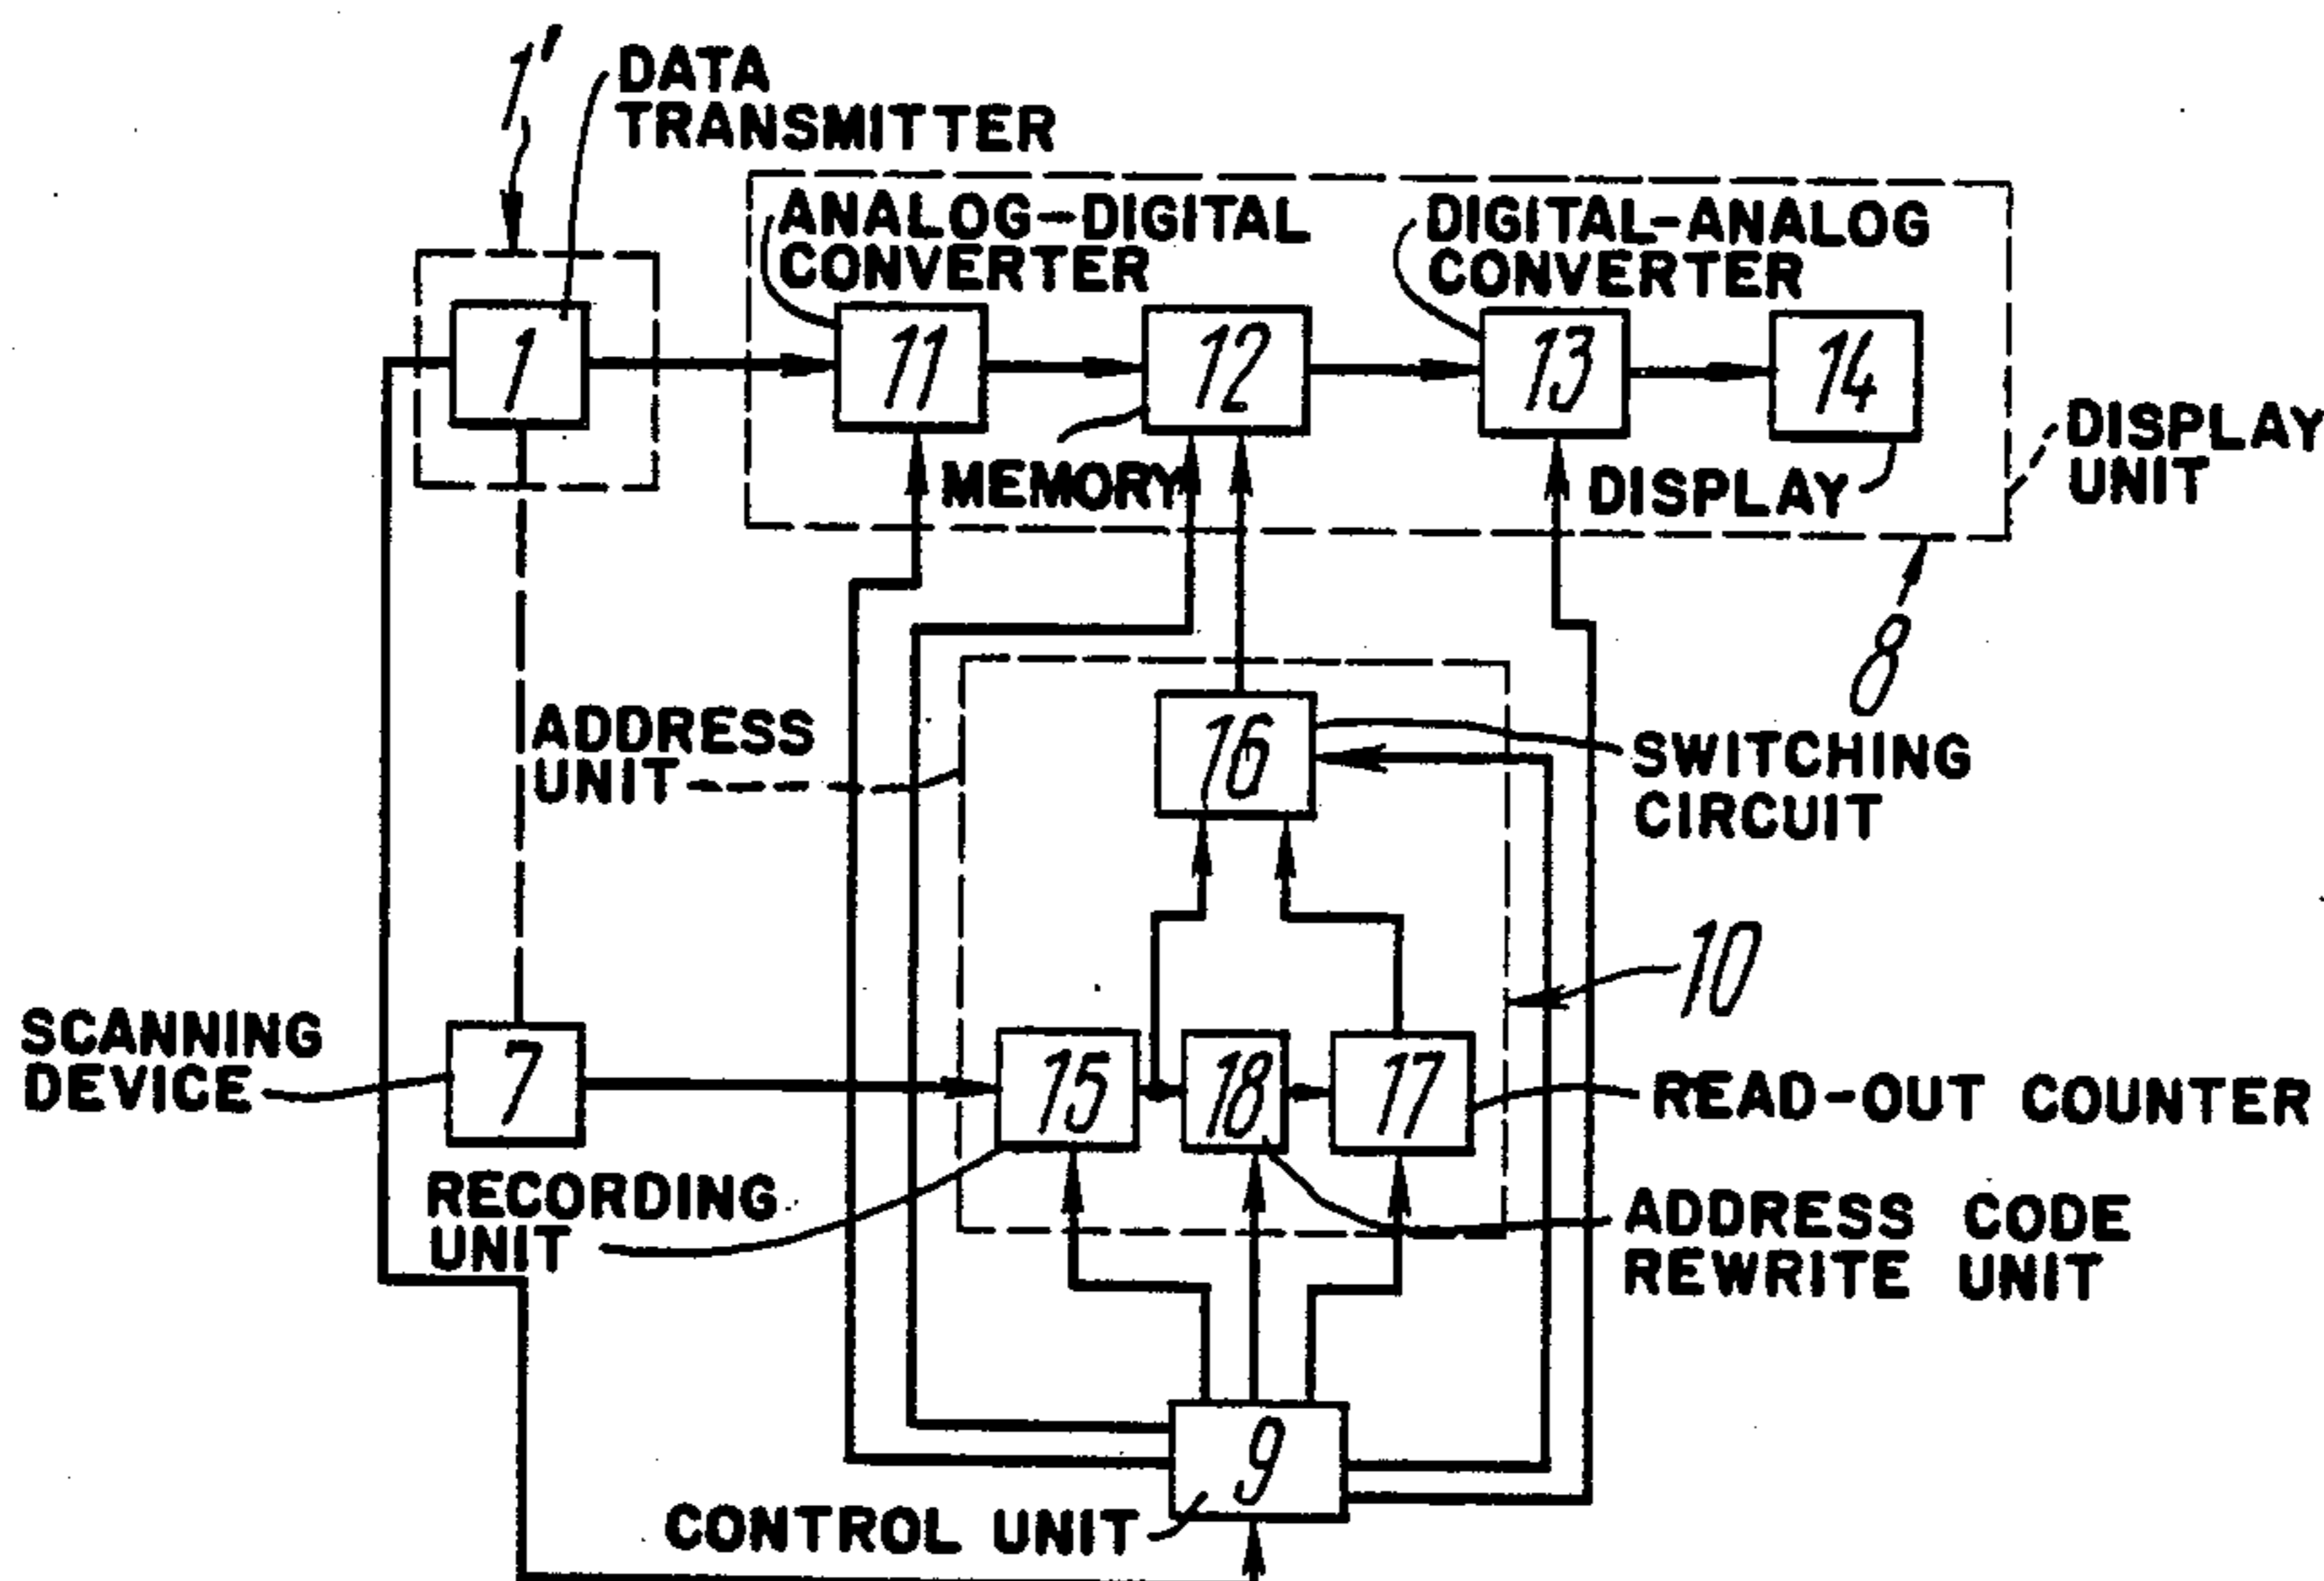 1'
DATA
TRANSMITTER
ANALOG-DIGITAL
CONVERTER
DIGITAL-ANALOG
CONVERTER
1
11
12
13
14
MEMORY
DISPLAY
DISPLAY
UNIT
8
ADDRESS
UNIT
16
SWITCHING
CIRCUIT
10
SCANNING
DEVICE
7
15
18
17
READ-OUT COUNTER
RECORDING
UNIT
ADDRESS CODE
REWRITE UNIT
9
CONTROL UNIT